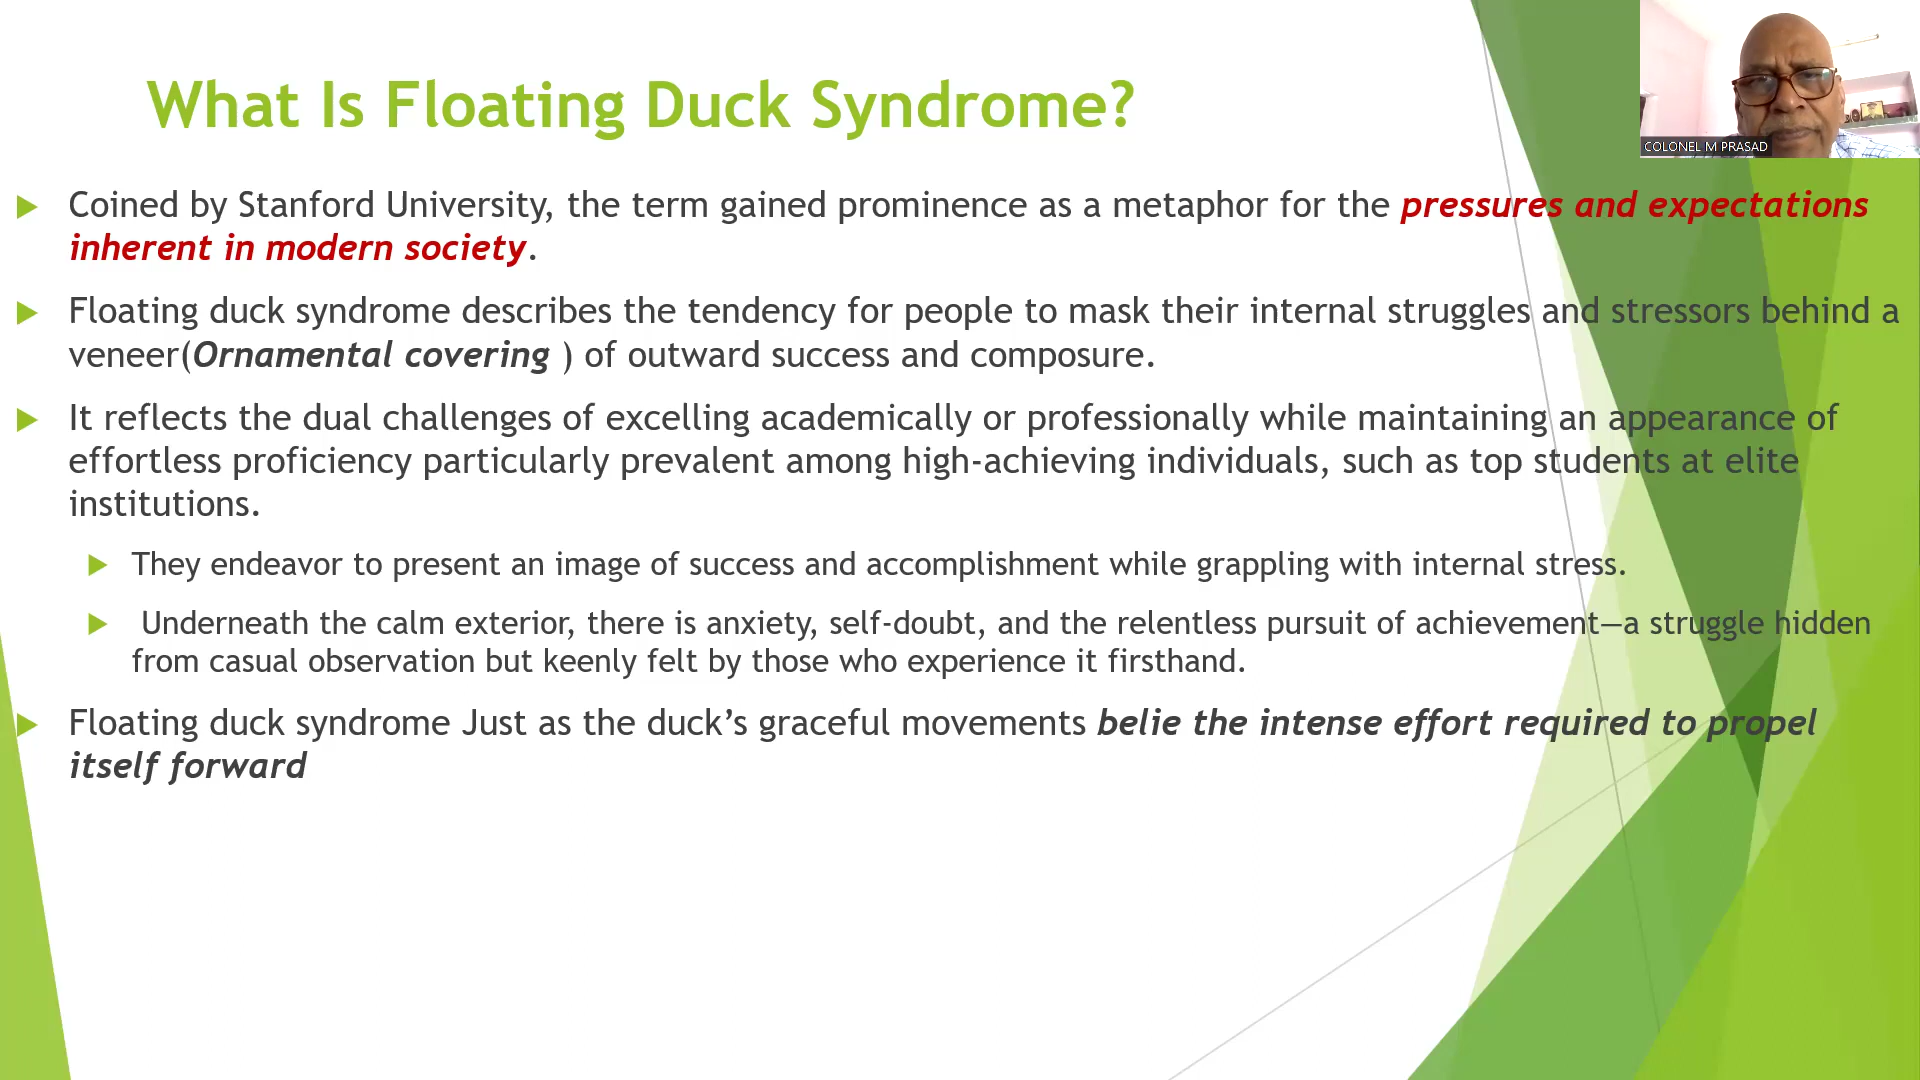 What Is Floating Duck Syndrome?
COLONEL M PRASAD
Coined by Stanford University, the term gained prominence as a metaphor for the pressures and expectations
inherent in modern society.
Floating duck syndrome describes the tendency for people to mask their internal struggles and stressors behind a
veneer(Ornamental covering ) of outward success and composure.
It reflects the dual challenges of excelling academically or professionally while maintaining an appearance of
effortless proficiency particularly prevalent among high-achieving individuals, such as top students at elite
institutions.
They endeavor to present an image of success and accomplishment while grappling with internal stress.
Underneath the calm exterior, there is anxiety, self-doubt, and the relentless pursuit of achievement—a struggle hidden
from casual observation but keenly felt by those who experience it firsthand.
Floating duck syndrome Just as the duck’s graceful movements belie the intense effort required to propel
itself forward